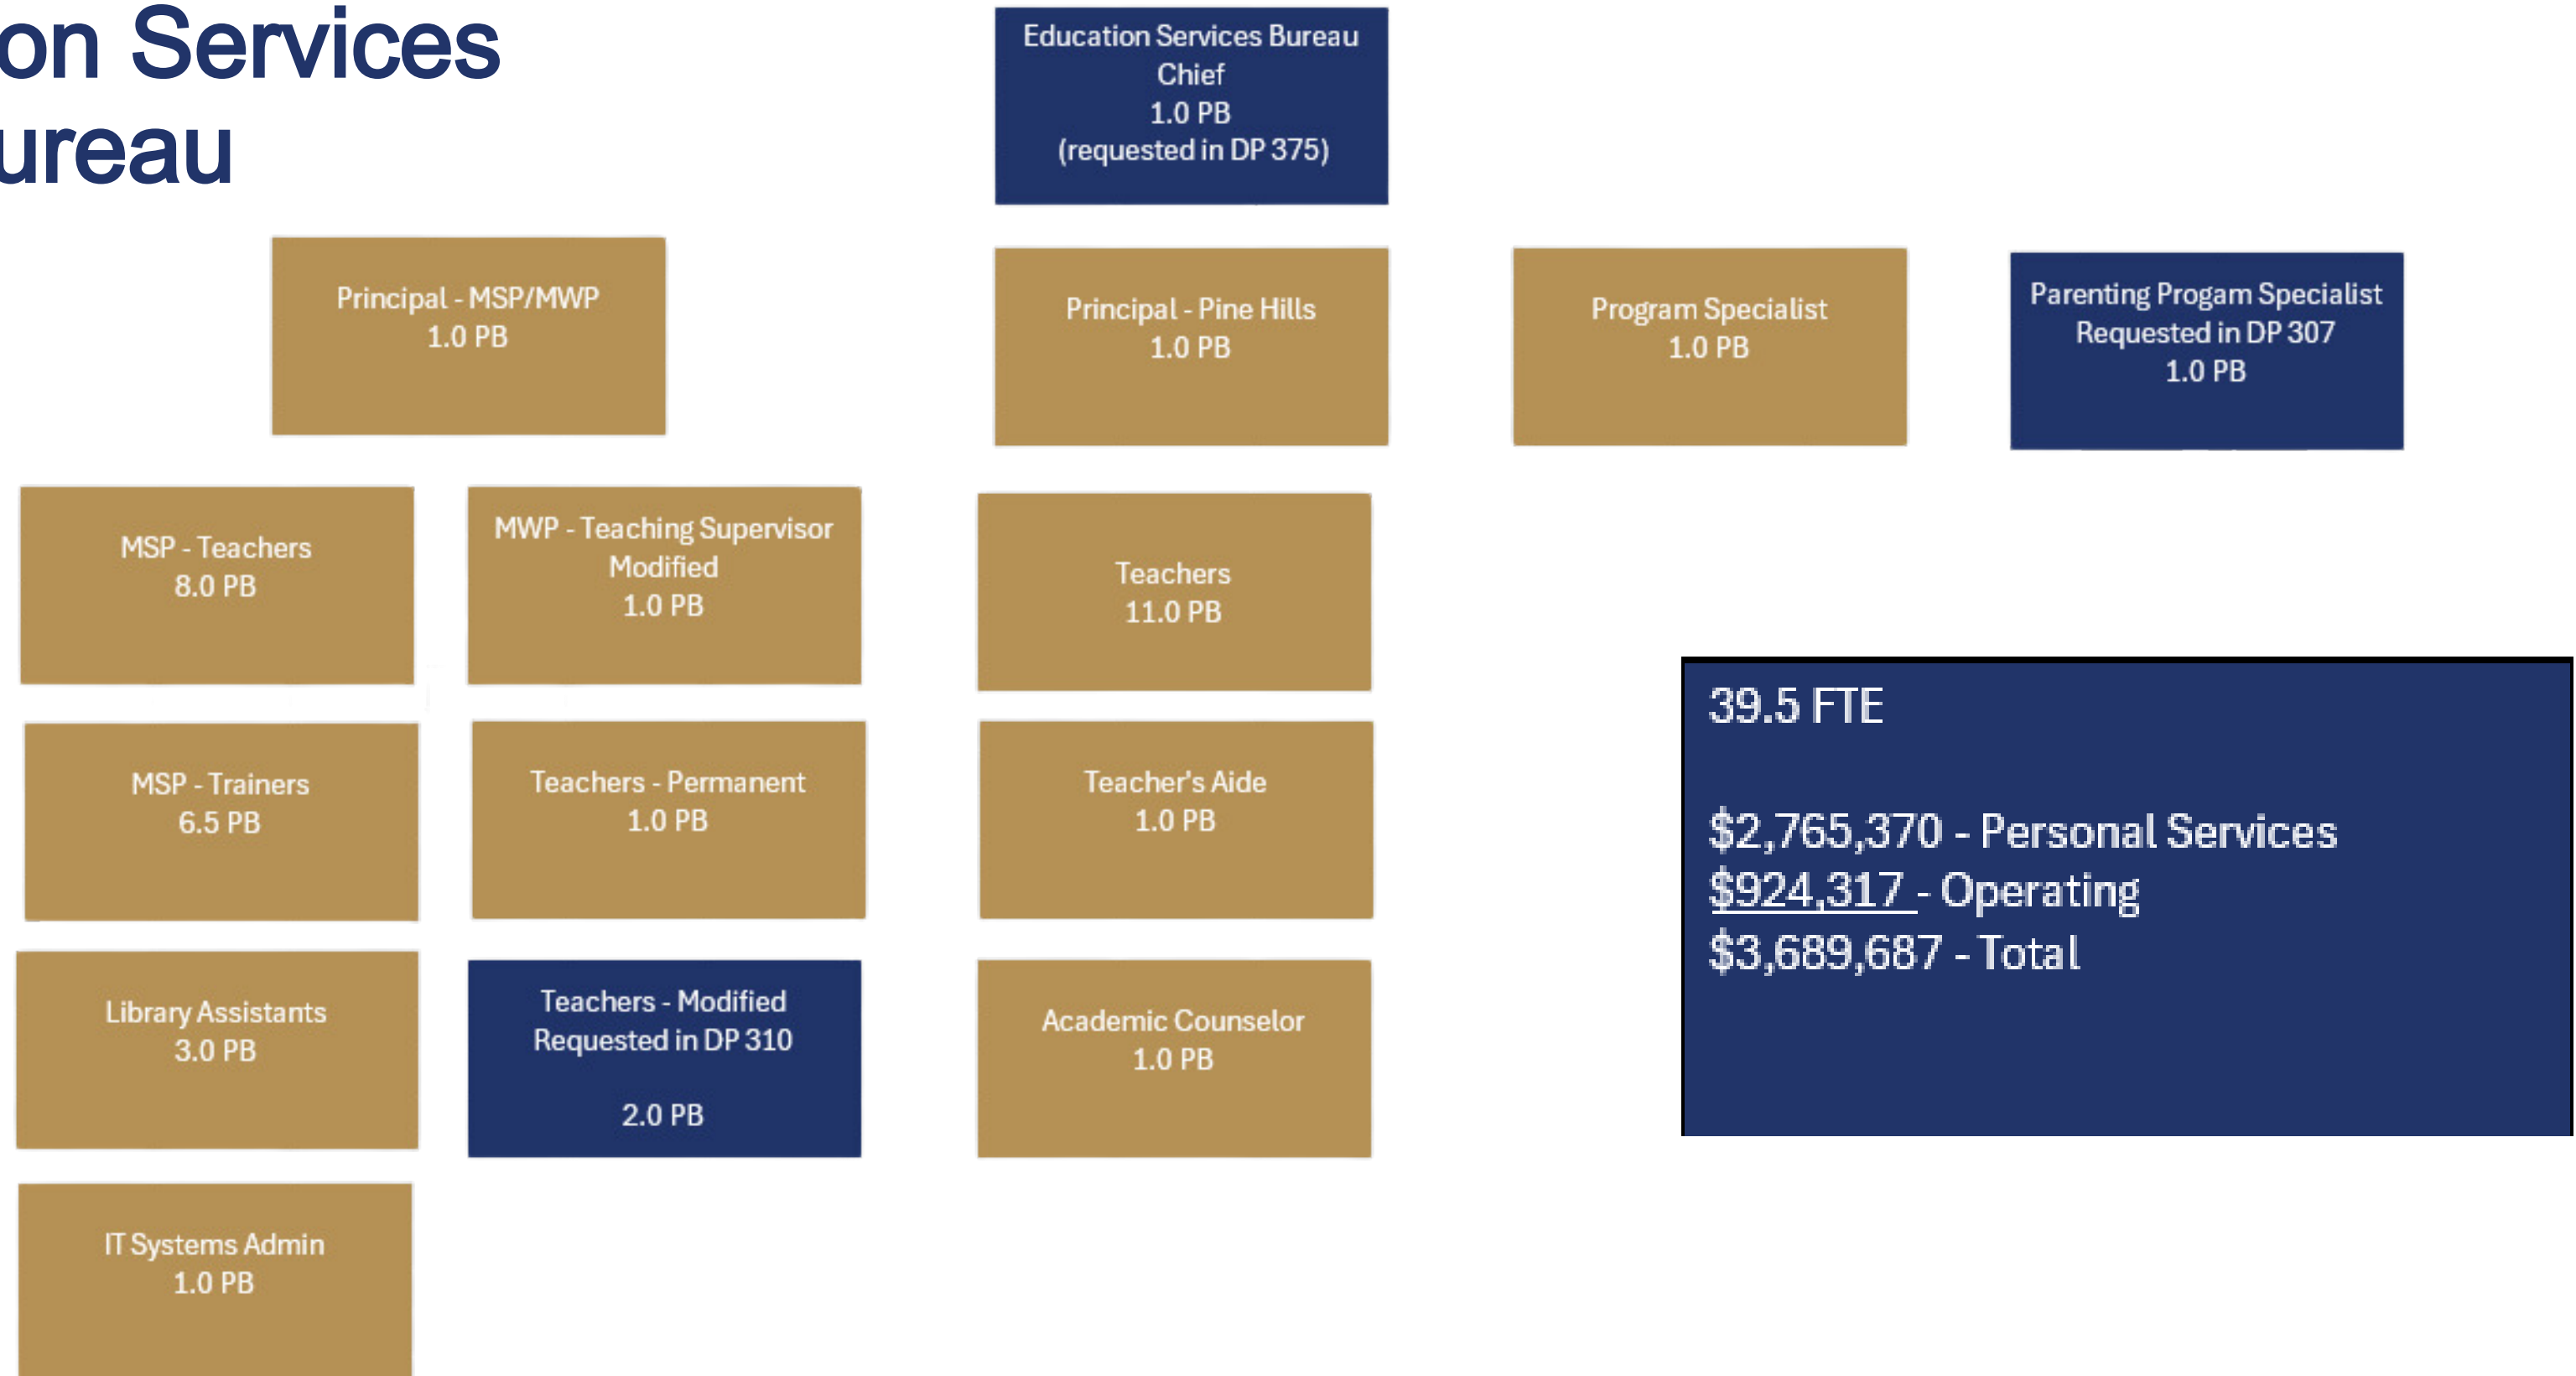 on Services
ureau
Education Services Bureau
Chief
1.0 PB
(requested in DP 375)
Principal - MSP/MWP
1.0 PB
Principal - Pine Hills
1.0 PB
Program Specialist
1.0 PB
Parenting Progam Specialist
Requested in DP 307
1.0 PB
MSP - Teachers
8.0 PB
MWP - Teaching Supervisor
Modified
1.0 PB
Teachers
11.0 PB
MSP - Trainers
6.5 PB
Teachers - Permanent
1.0 PB
Teacher's Aide
1.0 PB
Library Assistants
3.0 PB
Teachers - Modified
Requested in DP 310
2.0 PB
Academic Counselor
1.0 PB
IT Systems Admin
1.0 PB
39.5 FTE
$2,765,370 - Personal Services
$924,317 - Operating
$3,689,687 - Total